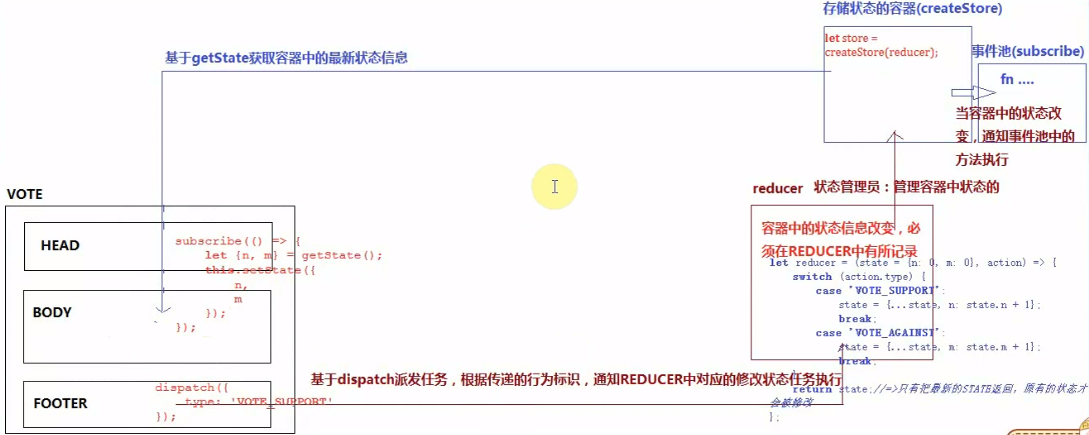 存储状态的容器(createStore)
let store =
createStore(reducer);
基于getState获取容器中的最新状态信息
事件池(subscribe)
fn ....
当容器中的状态改
变，通知事件池中的
方法执行
reducer 状态管理员：管理容器中状态的
VOTE
容器中的状态信息改变，必
须在REDUCER中有所记录
HEAD
subscribe(() => {
let {n, m} = getState();
this.setState({
n,
m
});
});
BODY
let reducer = (state = {n: 0, m: 0}, action) => {
switch (action.type) {
case 'VOTE_SUPPORT':
state = {...state, n: state.n + 1};
break;
case 'VOTE_AGAINST':
state = {...state, m: state.m + 1};
break;
}
return state;//=>只有把最新的STATE返回，原有的状态才
会被修改
};
基于dispatch派发任务，根据传递的行为标识，通知REDUCER中对应的修改状态任务执行
FOOTER
dispatch({
type: 'VOTE_SUPPORT'
});